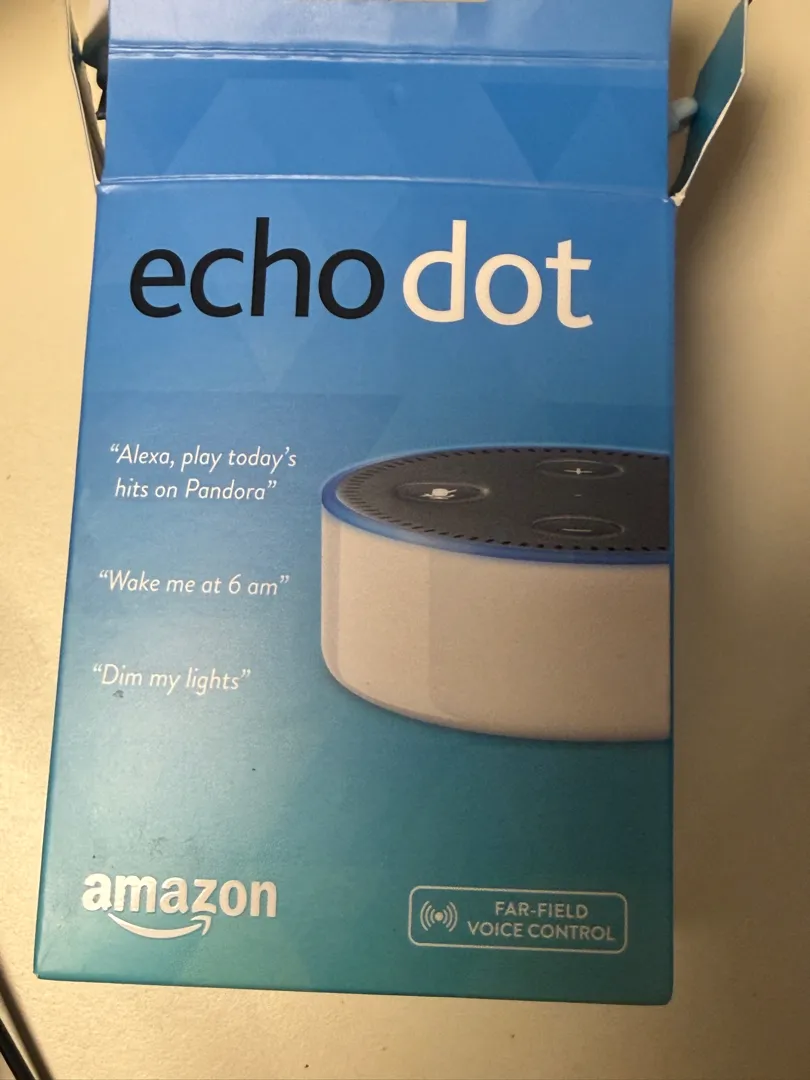 echo dot
“Alexa, play today’s
hits on Pandora”
“Wake me at 6 am”
“Dim my lights”
amazon
FAR-FIELD
VOICE CONTROL